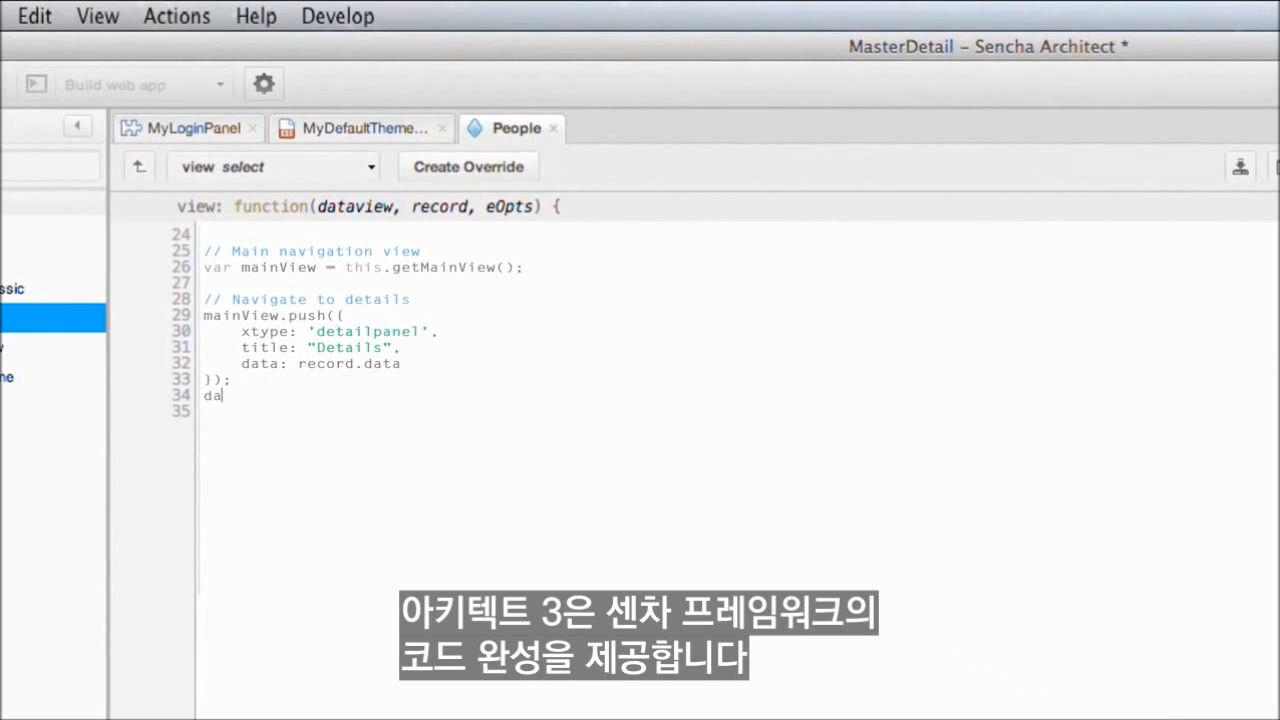 Edit View Actions Help Develop
MasterDetail – Sencha Architect *
Build web app
MyLoginPanel × MyDefaultTheme... × People ×
view select Create Override
view: function(dataview, record, eOpts) {
24
25 // Main navigation view
26 var mainView = this.getMainView();
27
28 // Navigate to details
29 mainView.push({
30 xtype: 'detailpanel',
31 title: "Details",
32 data: record.data
33 });
34 da
35
아키텍트 3은 센차 프레임워크의
코드 완성을 제공합니다